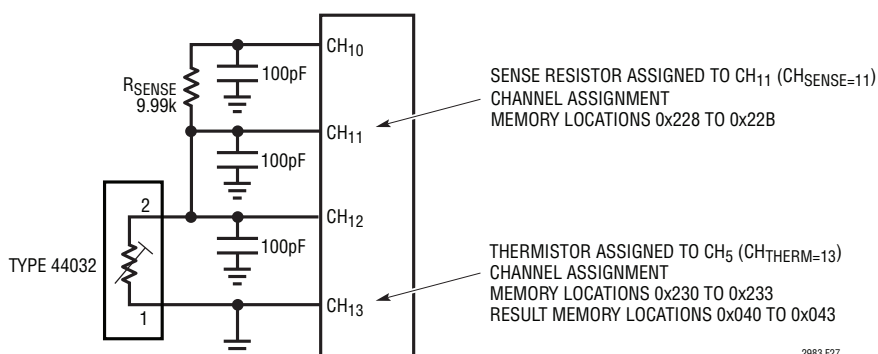 CH10
100pF
RSENSE
9.99k
SENSE RESISTOR ASSIGNED TO CH11 (CHSENSE=11)
CHANNEL ASSIGNMENT
MEMORY LOCATIONS 0x228 TO 0x22B
CH11
100pF
2
CH12
100pF
TYPE 44032
THERMISTOR ASSIGNED TO CH5 (CHTHERM=13)
CHANNEL ASSIGNMENT
MEMORY LOCATIONS 0x230 TO 0x233
RESULT MEMORY LOCATIONS 0x040 TO 0x043
1
CH13
2983 F27